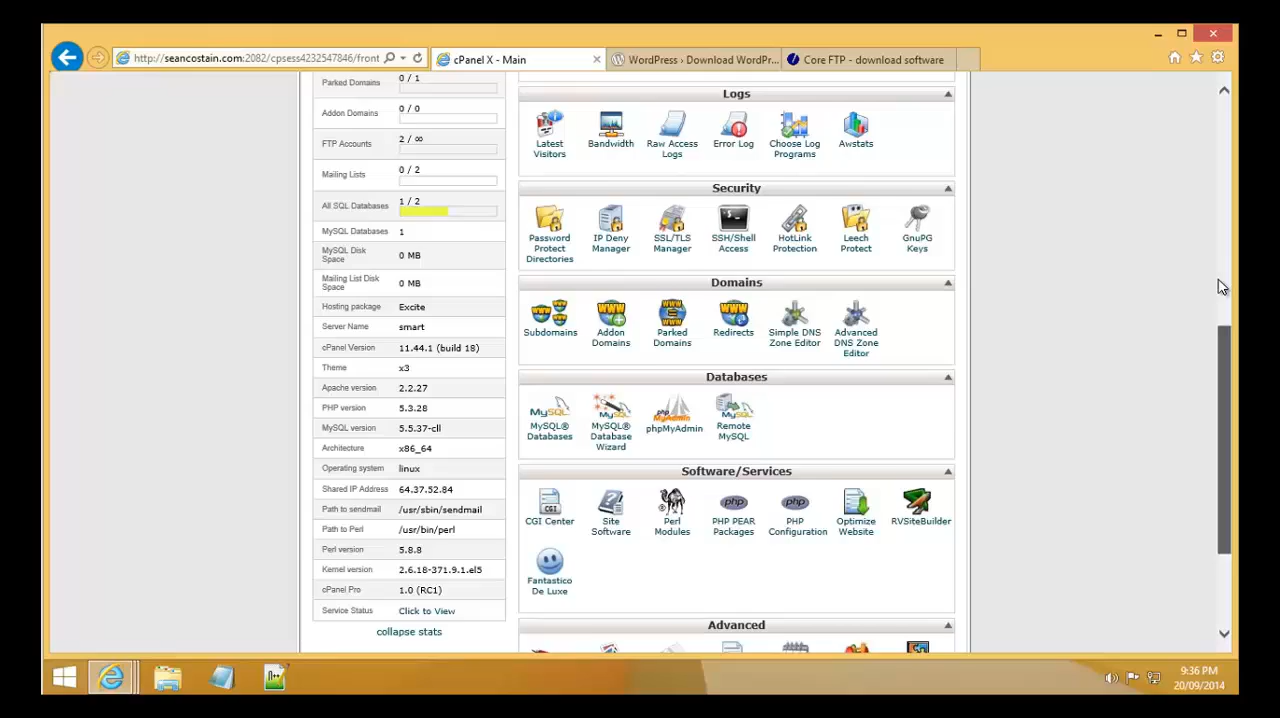 http://seancostain.com:2082/cpsess4232547846/front
cPanel X - Main
WordPress › Download WordPr...
Core FTP - download software
Parked Domains
0 / 1
Addon Domains
0 / 0
FTP Accounts
2 / ∞
Mailing Lists
0 / 2
All SQL Databases
1 / 2
MySQL Databases
1
MySQL Disk
Space
0 MB
Mailing List Disk
Space
0 MB
Hosting package
Excite
Server Name
smart
cPanel Version
11.44.1 (build 18)
Theme
x3
Apache version
2.2.27
PHP version
5.3.28
MySQL version
5.5.37-cll
Architecture
x86_64
Operating system
linux
Shared IP Address
64.37.52.84
Path to sendmail
/usr/sbin/sendmail
Path to Perl
/usr/bin/perl
Perl version
5.8.8
Kernel version
2.6.18-371.9.1.el5
cPanel Pro
1.0 (RC1)
Service Status
Click to View
collapse stats
Logs
Latest
Visitors
Bandwidth
Raw Access
Logs
Error Log
Choose Log
Programs
Awstats
Security
Password
Protect
Directories
IP Deny
Manager
SSL/TLS
Manager
SSH/Shell
Access
HotLink
Protection
Leech
Protect
GnuPG
Keys
Domains
Subdomains
Addon
Domains
Parked
Domains
Redirects
Simple DNS
Zone Editor
Advanced
DNS Zone
Editor
Databases
MySQL®
Databases
MySQL®
Database
Wizard
phpMyAdmin
Remote
MySQL
Software/Services
CGI Center
Site
Software
Perl
Modules
PHP PEAR
Packages
PHP
Configuration
Optimize
Website
RVSiteBuilder
Fantastico
De Luxe
Advanced
9:36 PM
20/09/2014